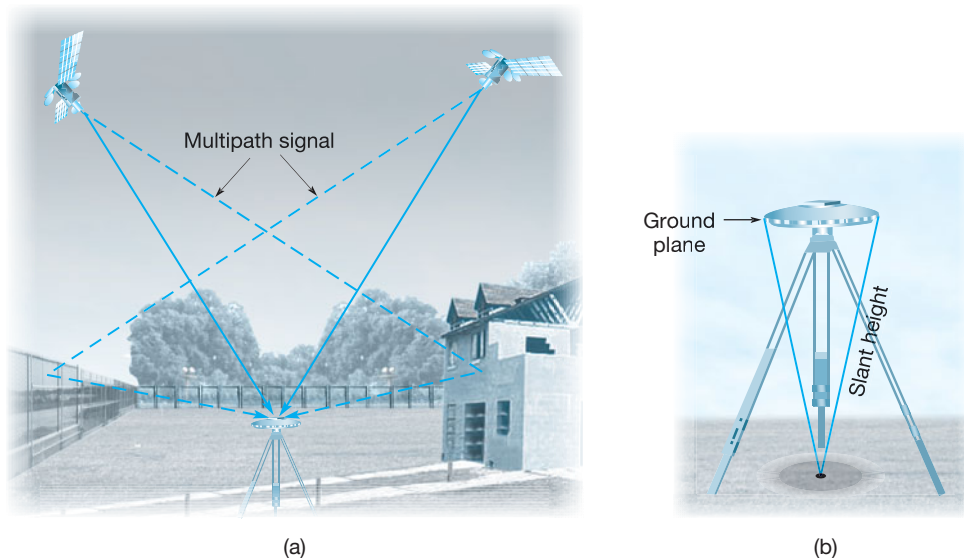 Multipath signal
Ground
plane
Slant height
(a)
(b)